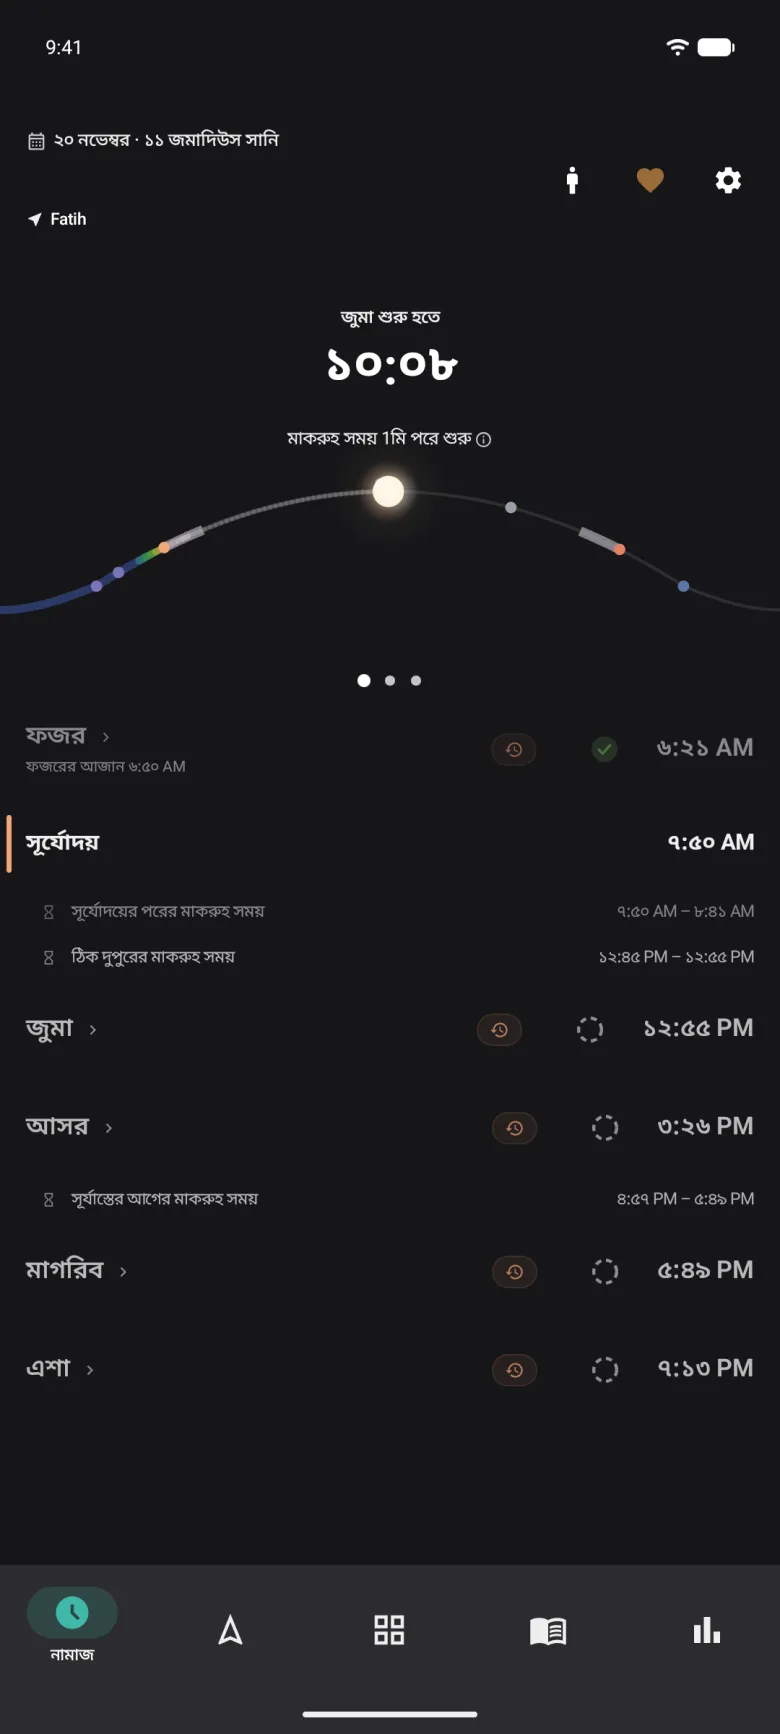 9:41
২০ নভেম্বর · ১১ জমাদিউস সানি
Fatih
জুমা শুরু হতে
১০:০৮
মাকরুহ সময় 1মি পরে শুরু
ফজর
৬:২১ AM
ফজরের আজান ৬:৫০ AM
সূর্যোদয়
৭:৫০ AM
সূর্যোদয়ের পরের মাকরুহ সময়
৭:৫০ AM – ৮:৪১ AM
ঠিক দুপুরের মাকরুহ সময়
১২:৪৫ PM – ১২:৫৫ PM
জুমা
১২:৫৫ PM
আসর
৩:২৬ PM
সূর্যাস্তের আগের মাকরুহ সময়
৪:৫৭ PM – ৫:৪৯ PM
মাগরিব
৫:৪৯ PM
এশা
৭:১৩ PM
নামাজ